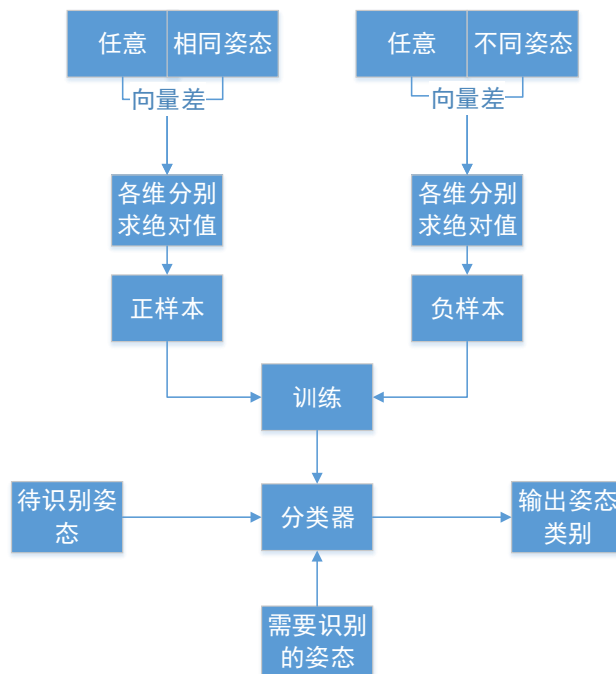 任意 相同姿态
任意 不同姿态
向量差
向量差
各维分别
求绝对值
各维分别
求绝对值
正样本
负样本
训练
待识别姿
态
分类器
输出姿态
类别
需要识别
的姿态